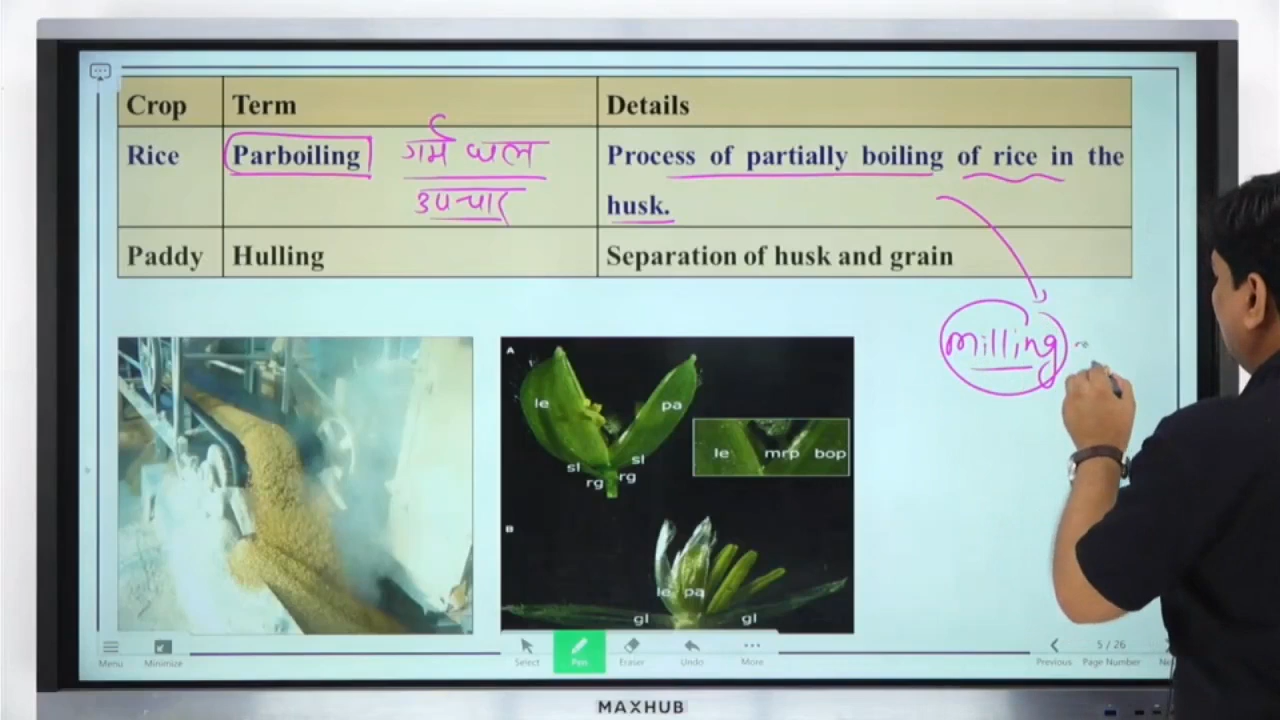 Crop Term Details
Rice Parboiling गर्म जल Process of partially boiling of rice in the
उपचार husk.
Paddy Hulling Separation of husk and grain
milling
A
le pa
le mrp bop
sl sl
rg rg
B
le pa
gl gl
Menu Minimize Select Pen Eraser Undo More Previous 5 / 26 Page Number
MAXHUB